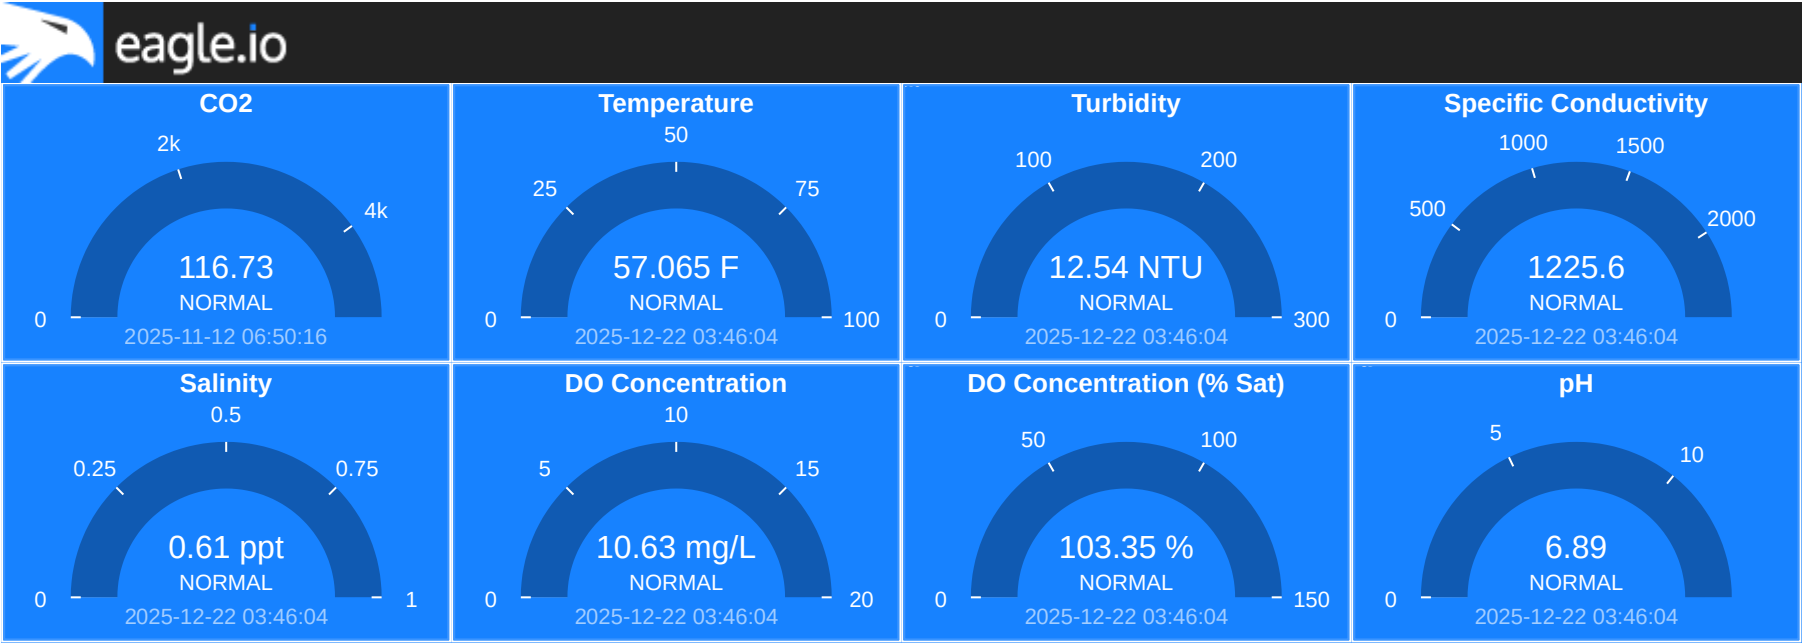 eagle.io
CO2
2k
4k
116.73
NORMAL
0
2025-11-12 06:50:16
Temperature
50
25
75
57.065 F
NORMAL
0
100
2025-12-22 03:46:04
Turbidity
100
200
12.54 NTU
NORMAL
0
300
2025-12-22 03:46:04
Specific Conductivity
1000
1500
500
2000
1225.6
NORMAL
0
2025-12-22 03:46:04
Salinity
0.5
0.25
0.75
0.61 ppt
NORMAL
0
1
2025-12-22 03:46:04
DO Concentration
10
5
15
10.63 mg/L
NORMAL
0
20
2025-12-22 03:46:04
DO Concentration (% Sat)
50
100
103.35 %
NORMAL
0
150
2025-12-22 03:46:04
pH
5
10
6.89
NORMAL
0
2025-12-22 03:46:04